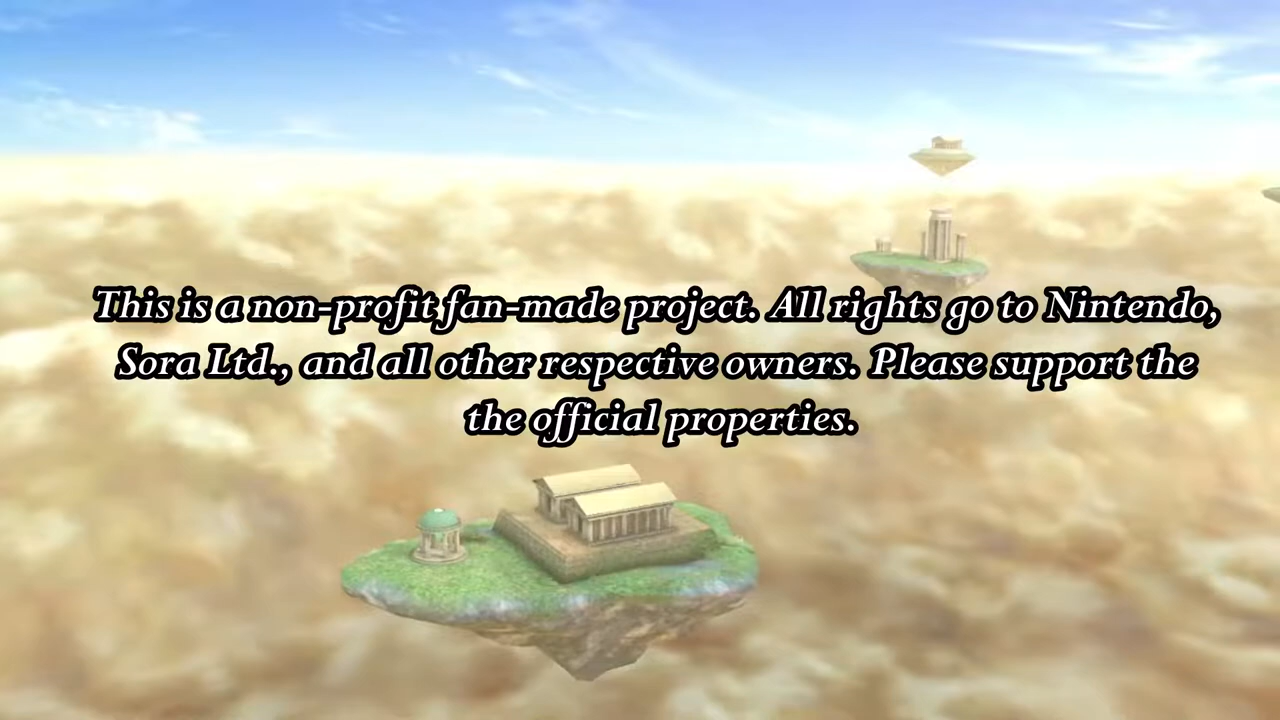 This is a non-profit fan-made project. All rights go to Nintendo,
Sora Ltd., and all other respective owners. Please support the
the official properties.